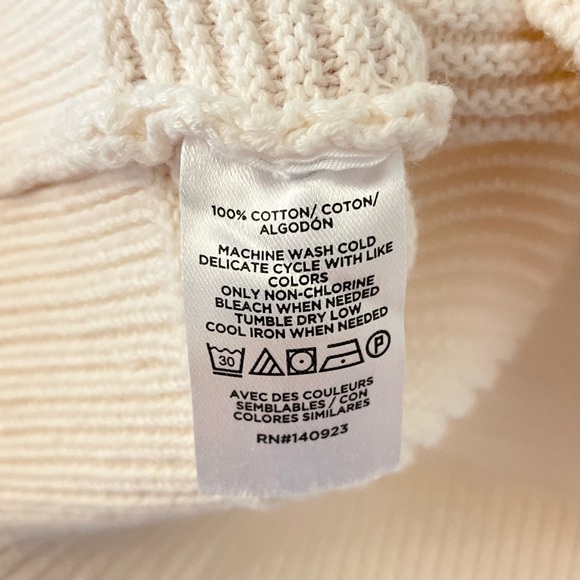 100% COTTON/ COTON/
ALGODÓN
MACHINE WASH COLD
DELICATE CYCLE WITH LIKE
COLORS
ONLY NON-CHLORINE
BLEACH WHEN NEEDED
TUMBLE DRY LOW
COOL IRON WHEN NEEDED
30 P
AVEC DES COULEURS
SEMBLABLES / CON
COLORES SIMILARES
RN#140923